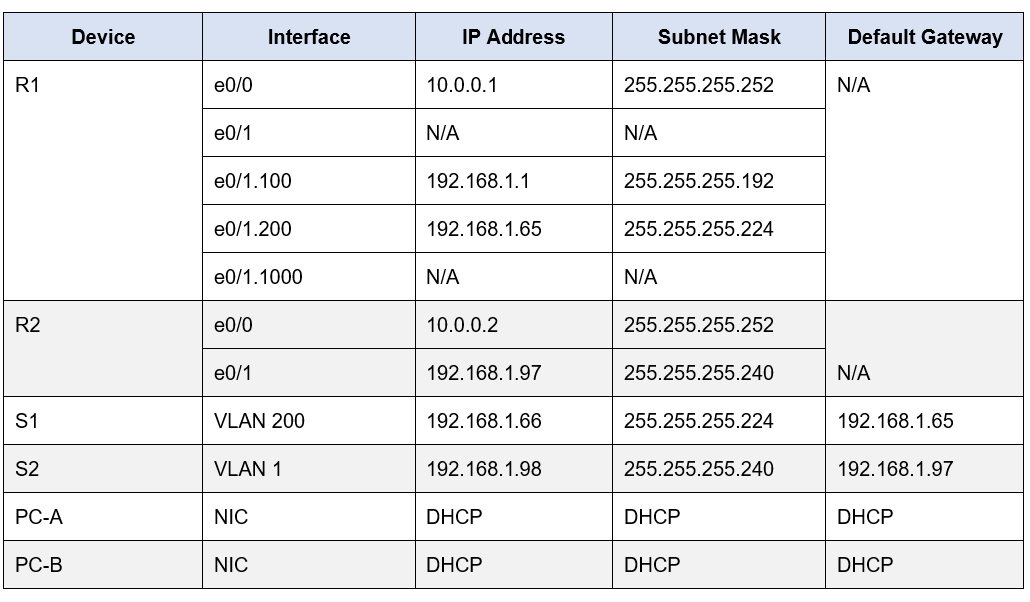 Device Interface IP Address Subnet Mask Default Gateway
R1 e0/0 10.0.0.1 255.255.255.252 N/A
e0/1 N/A N/A
e0/1.100 192.168.1.1 255.255.255.192
e0/1.200 192.168.1.65 255.255.255.224
e0/1.1000 N/A N/A
R2 e0/0 10.0.0.2 255.255.255.252
e0/1 192.168.1.97 255.255.255.240 N/A
S1 VLAN 200 192.168.1.66 255.255.255.224 192.168.1.65
S2 VLAN 1 192.168.1.98 255.255.255.240 192.168.1.97
PC-A NIC DHCP DHCP DHCP
PC-B NIC DHCP DHCP DHCP